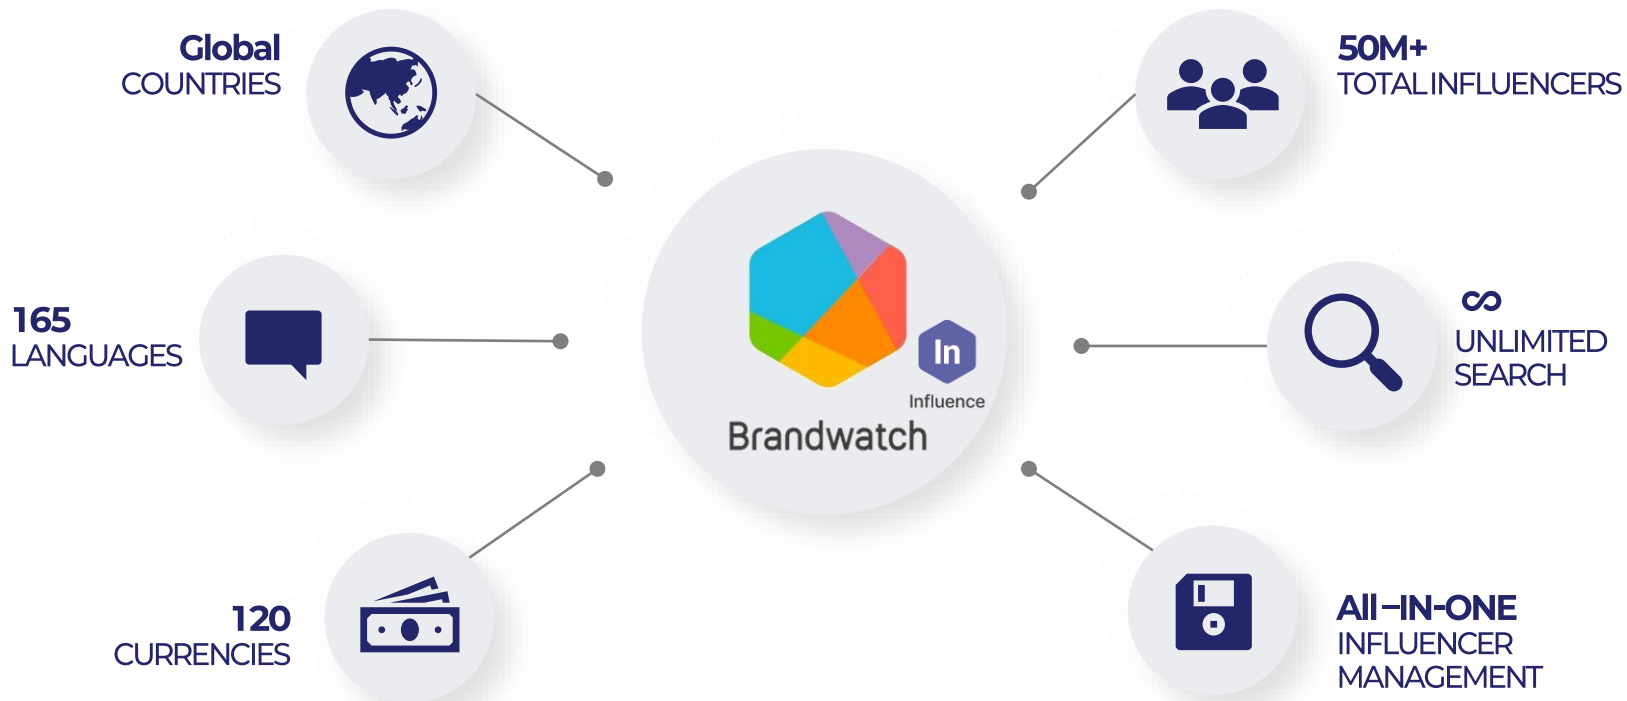 Global
COUNTRIES
50M+
TOTAL INFLUENCERS
165
LANGUAGES
In
Influence
Brandwatch
∞
UNLIMITED
SEARCH
120
CURRENCIES
All–IN-ONE
INFLUENCER
MANAGEMENT